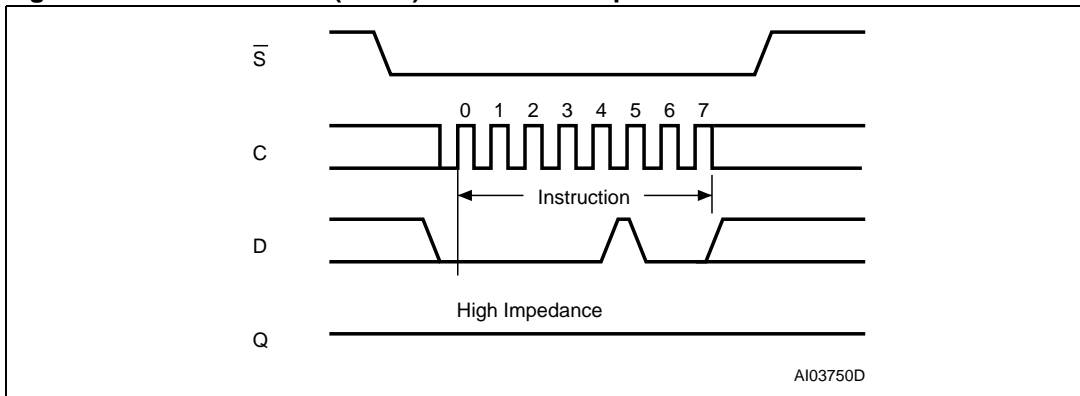 S̅
0 1 2 3 4 5 6 7
C
Instruction
D
High Impedance
Q
AI03750D